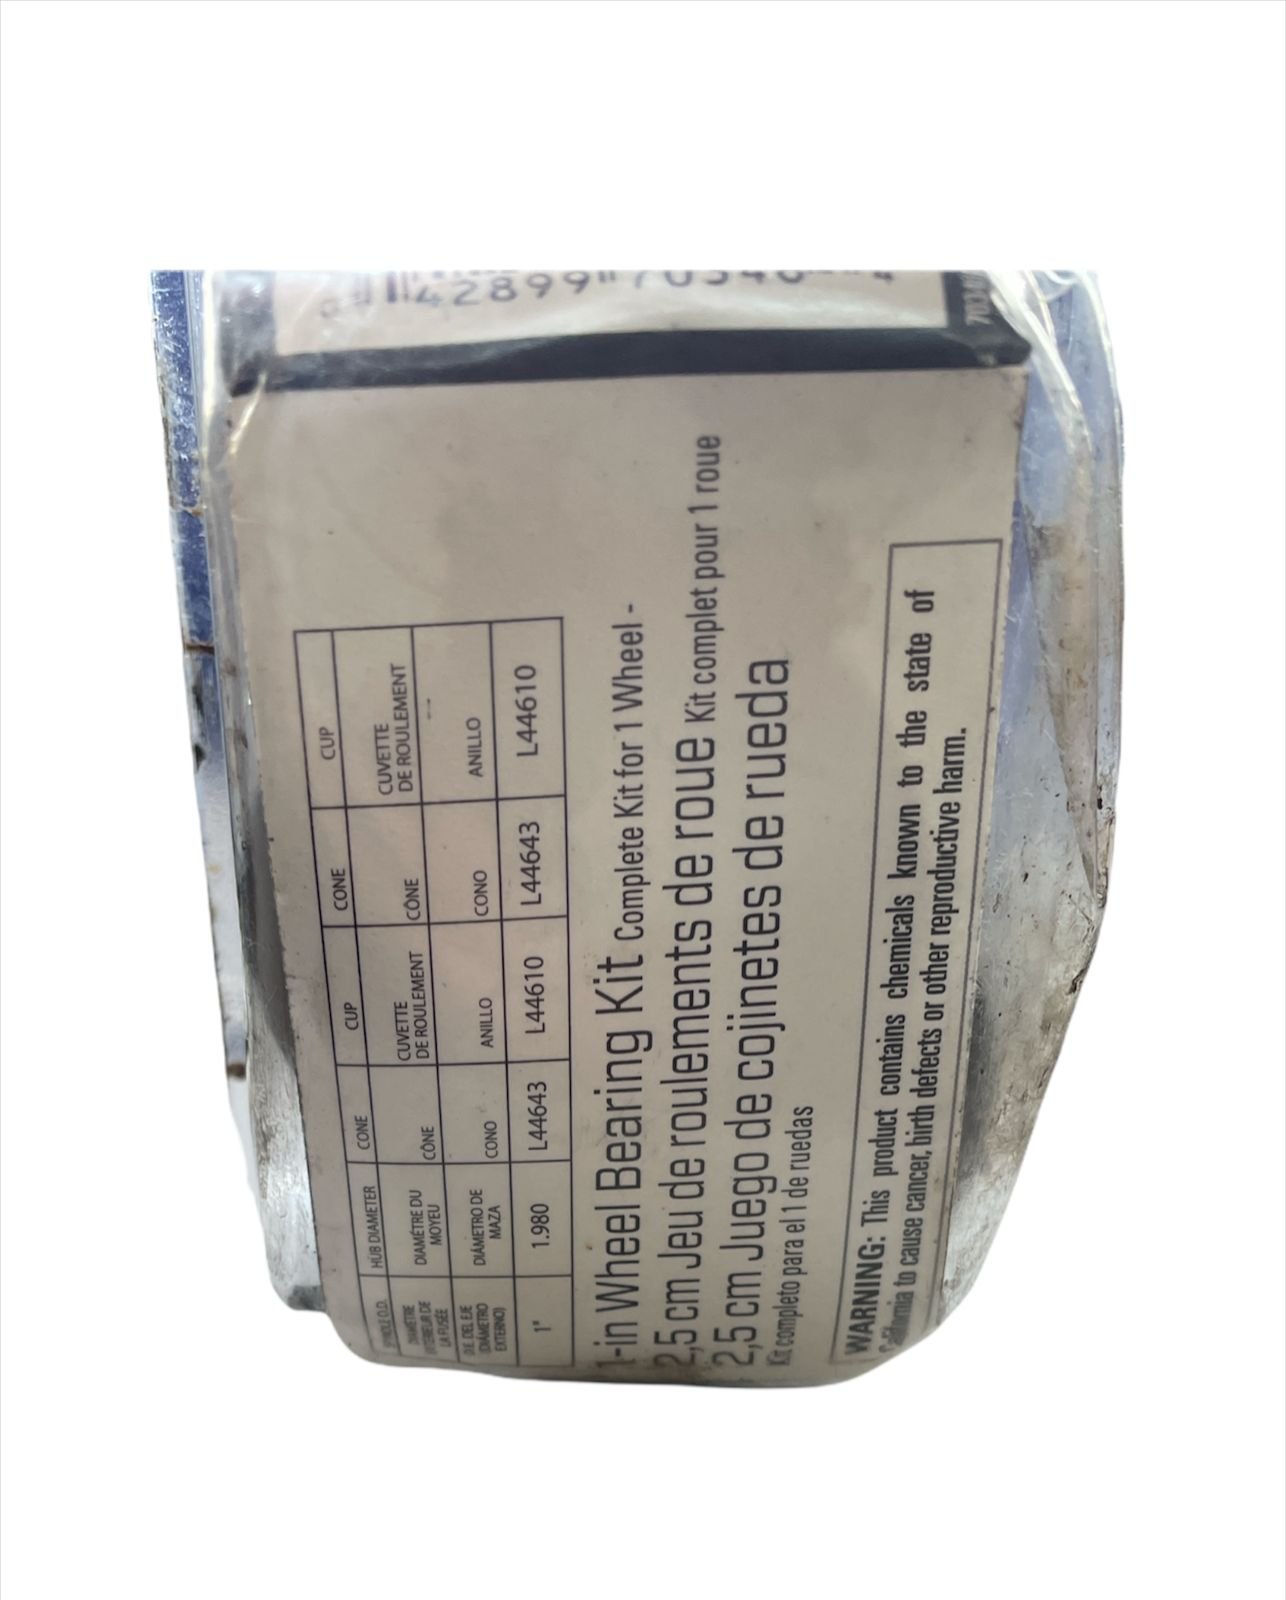 42899
SPINDLE O.D. HUB DIAMETER CONE CUP CONE CUP
DIAMÈTRE DIAMÉTRE DU CÔNE CUVETTE CÔNE CUVETTE
MOYEU DE ROULEMENT DE ROULEMENT
LA FUSÉE
D.E. DEL EJE DIÁMETRO DE CONO ANILLO CONO ANILLO
(DIÁMETRO MAZA
EXTERNO)
1" 1.980 L44643 L44610 L44643 L44610
1-in Wheel Bearing Kit Complete Kit for 1 Wheel -
2,5 cm Jeu de roulements de roue Kit complet pour 1 roue
2,5 cm Juego de cojinetes de rueda
Kit completo para el 1 de ruedas
WARNING: This product contains chemicals known to the state of
California to cause cancer, birth defects or other reproductive harm.